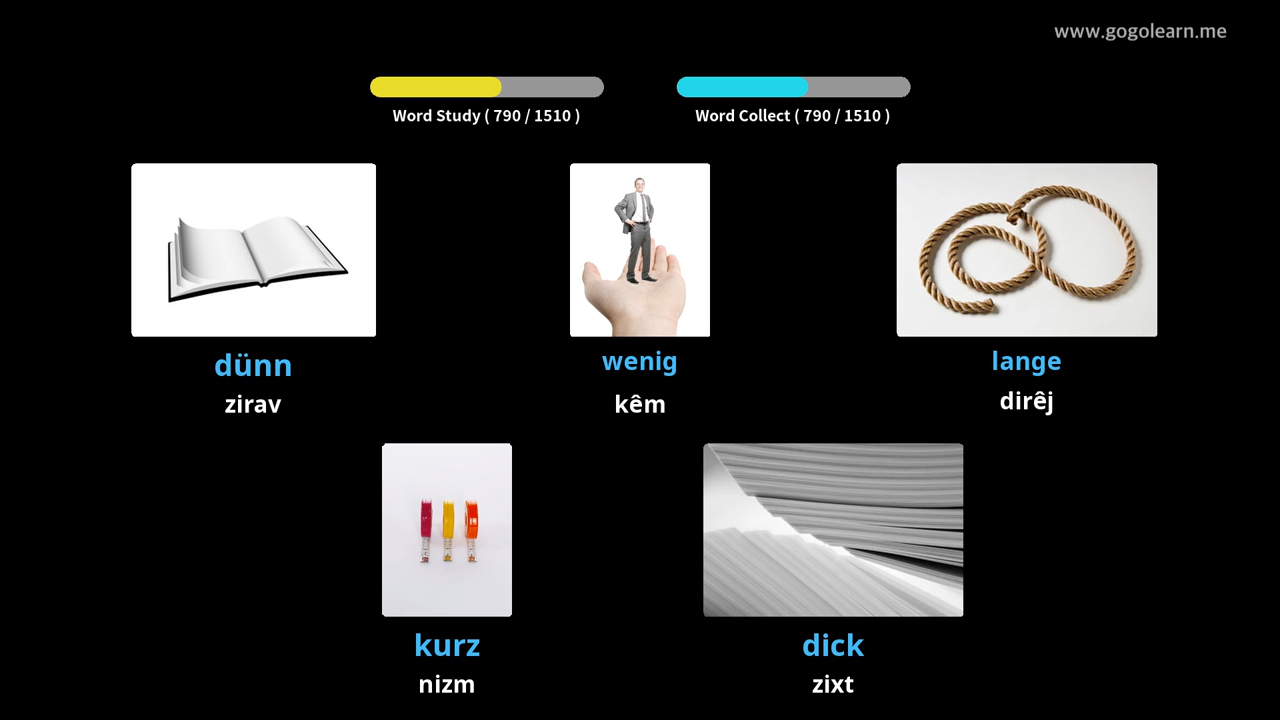 www.gogolearn.me
Word Study ( 790 / 1510 )
Word Collect ( 790 / 1510 )
dünn
zirav
wenig
kêm
lange
dirêj
kurz
nizm
dick
zixt